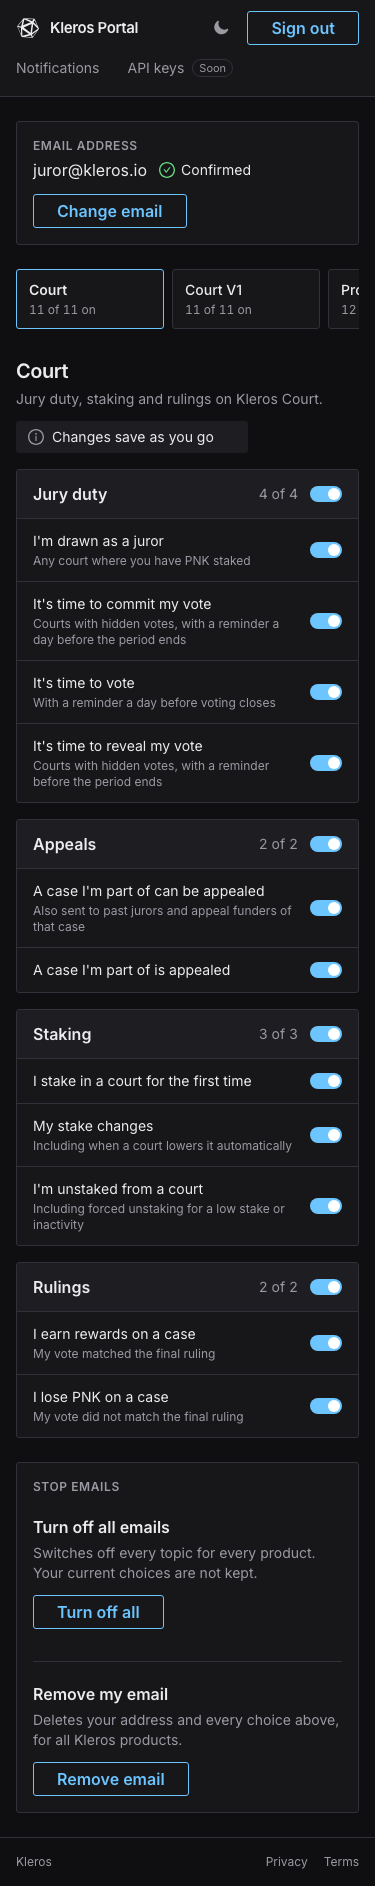 Kleros Portal
Sign out
Notifications
API keys
Soon
EMAIL ADDRESS
juror@kleros.io
Confirmed
Change email
Court
11 of 11 on
Court V1
11 of 11 on
Court
Jury duty, staking and rulings on Kleros Court.
Changes save as you go
Jury duty
4 of 4
I'm drawn as a juror
Any court where you have PNK staked
It's time to commit my vote
Courts with hidden votes, with a reminder a
day before the period ends
It's time to vote
With a reminder a day before voting closes
It's time to reveal my vote
Courts with hidden votes, with a reminder
before the period ends
Appeals
2 of 2
A case I'm part of can be appealed
Also sent to past jurors and appeal funders of
that case
A case I'm part of is appealed
Staking
3 of 3
I stake in a court for the first time
My stake changes
Including when a court lowers it automatically
I'm unstaked from a court
Including forced unstaking for a low stake or
inactivity
Rulings
2 of 2
I earn rewards on a case
My vote matched the final ruling
I lose PNK on a case
My vote did not match the final ruling
STOP EMAILS
Turn off all emails
Switches off every topic for every product.
Your current choices are not kept.
Turn off all
Remove my email
Deletes your address and every choice above,
for all Kleros products.
Remove email
Kleros
Privacy
Terms